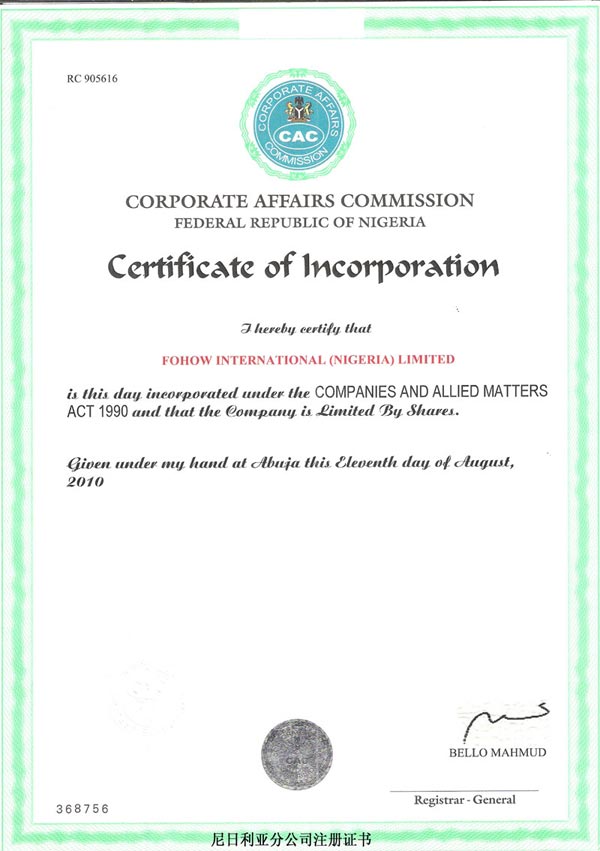 RC 905616
CORPORATE AFFAIRS COMMISSION
CAC
CORPORATE AFFAIRS COMMISSION
FEDERAL REPUBLIC OF NIGERIA
Certificate of Incorporation
I hereby certify that
FOHOW INTERNATIONAL (NIGERIA) LIMITED
is this day incorporated under the COMPANIES AND ALLIED MATTERS
ACT 1990 and that the Company is Limited By Shares.
Given under my hand at Abuja this Eleventh day of August,
2010
CAC
BELLO MAHMUD
Registrar - General
368756
尼日利亚分公司注册证书